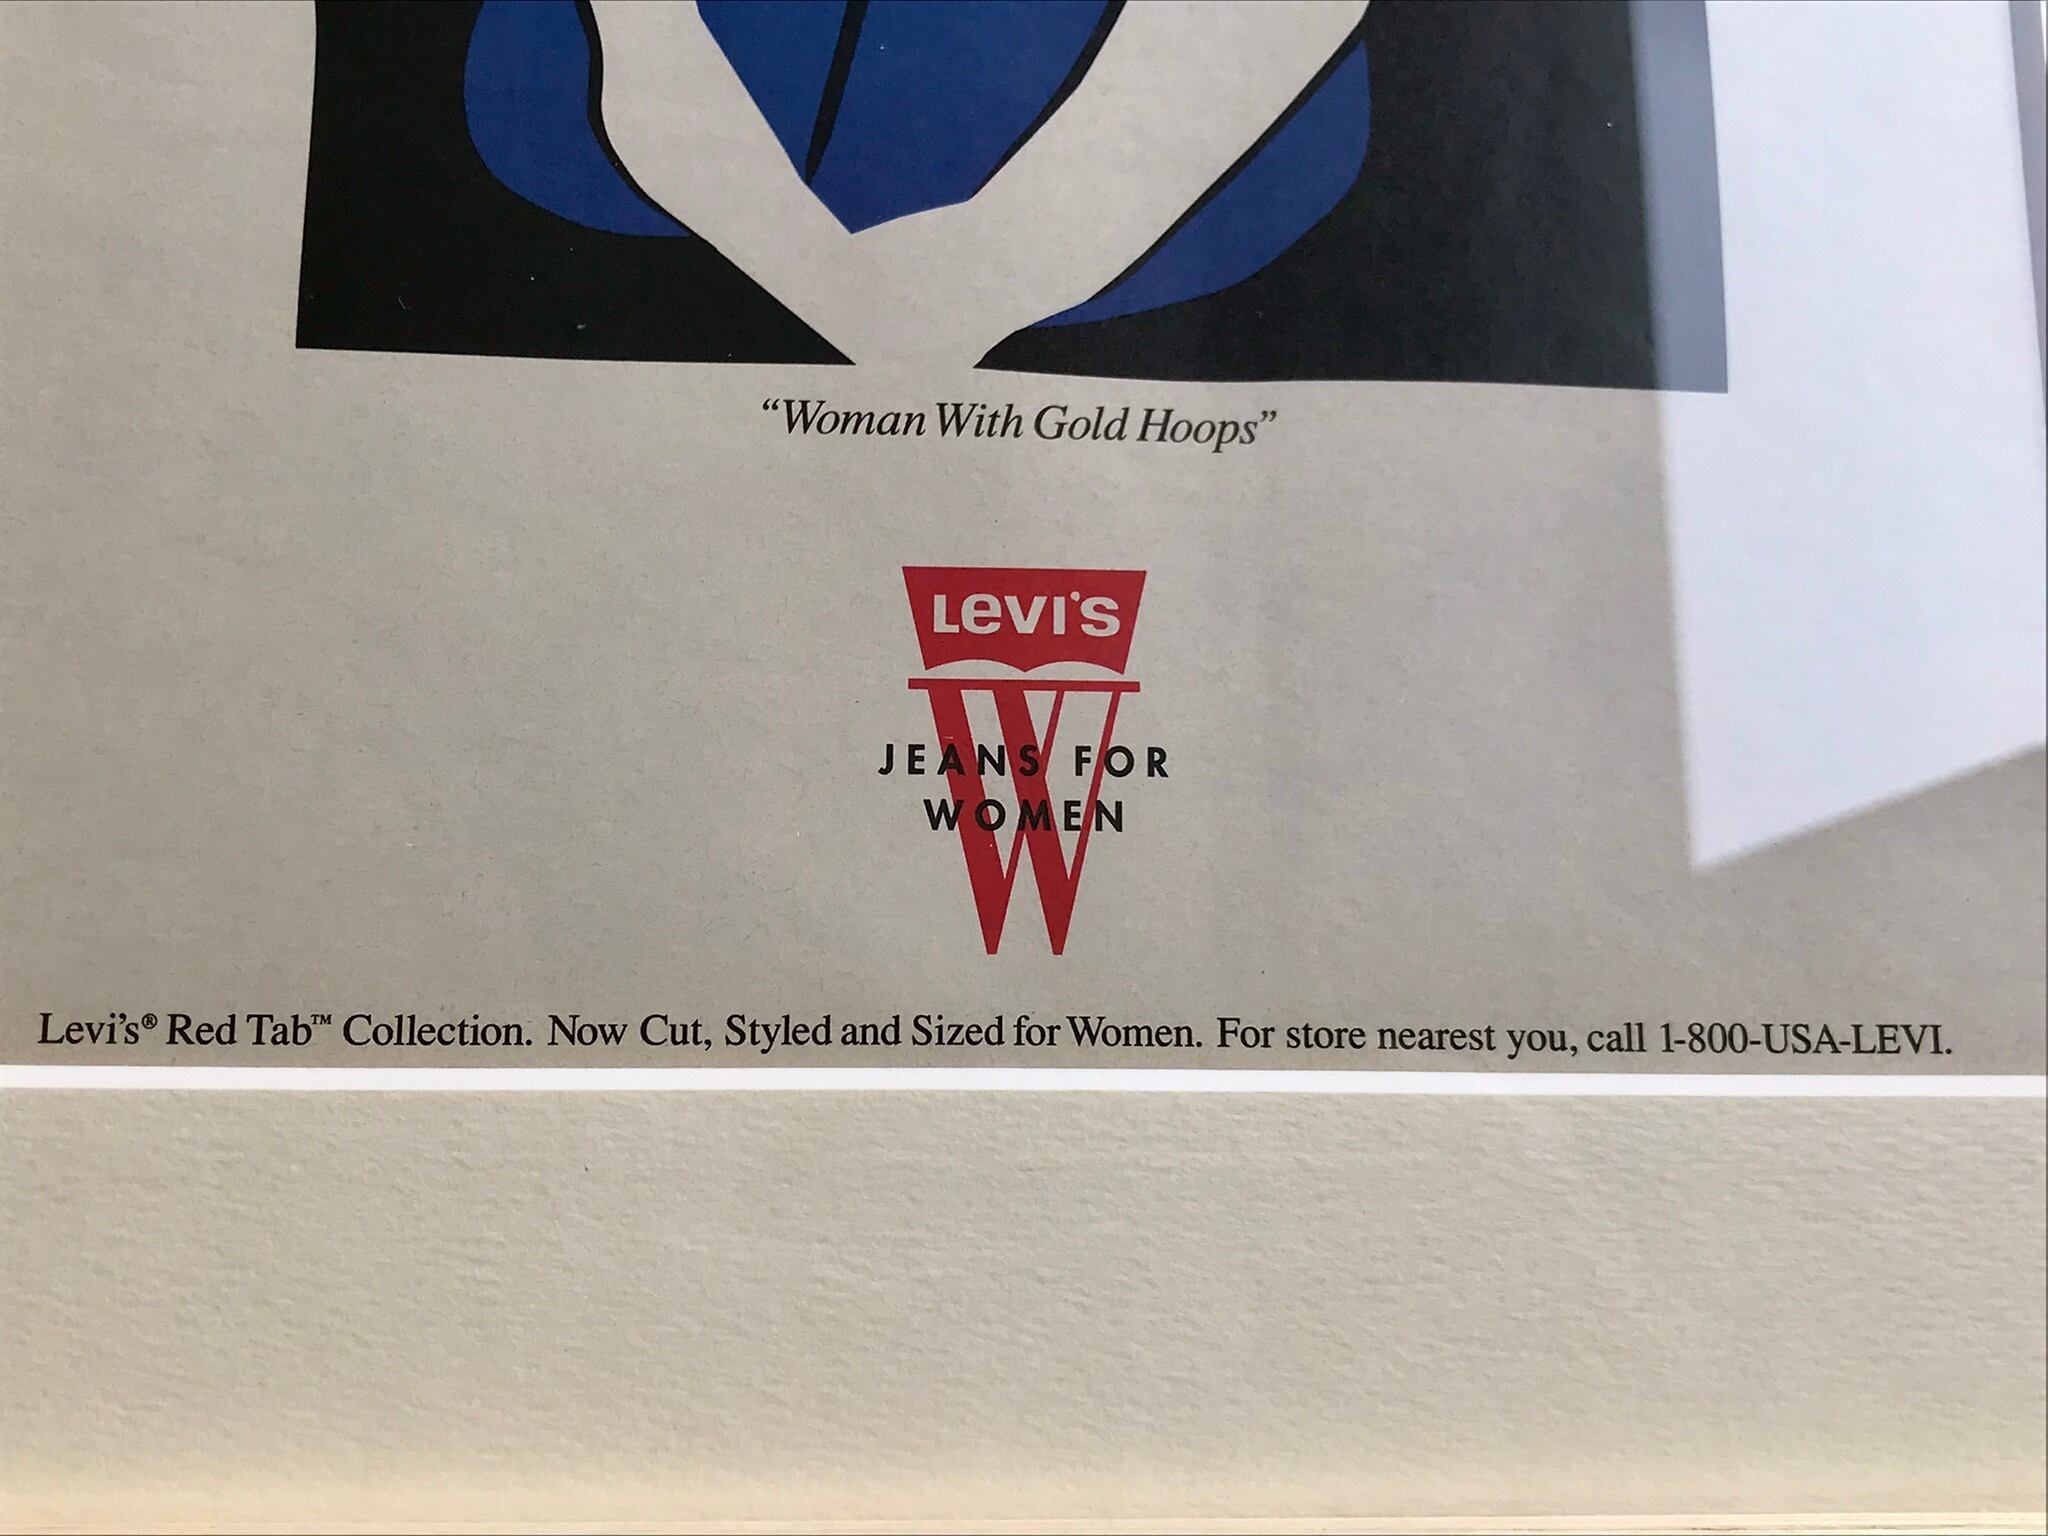 “Woman With Gold Hoops”
Levi's
W
JEANS FOR
WOMEN
Levi's® Red Tab™ Collection. Now Cut, Styled and Sized for Women. For store nearest you, call 1-800-USA-LEVI.